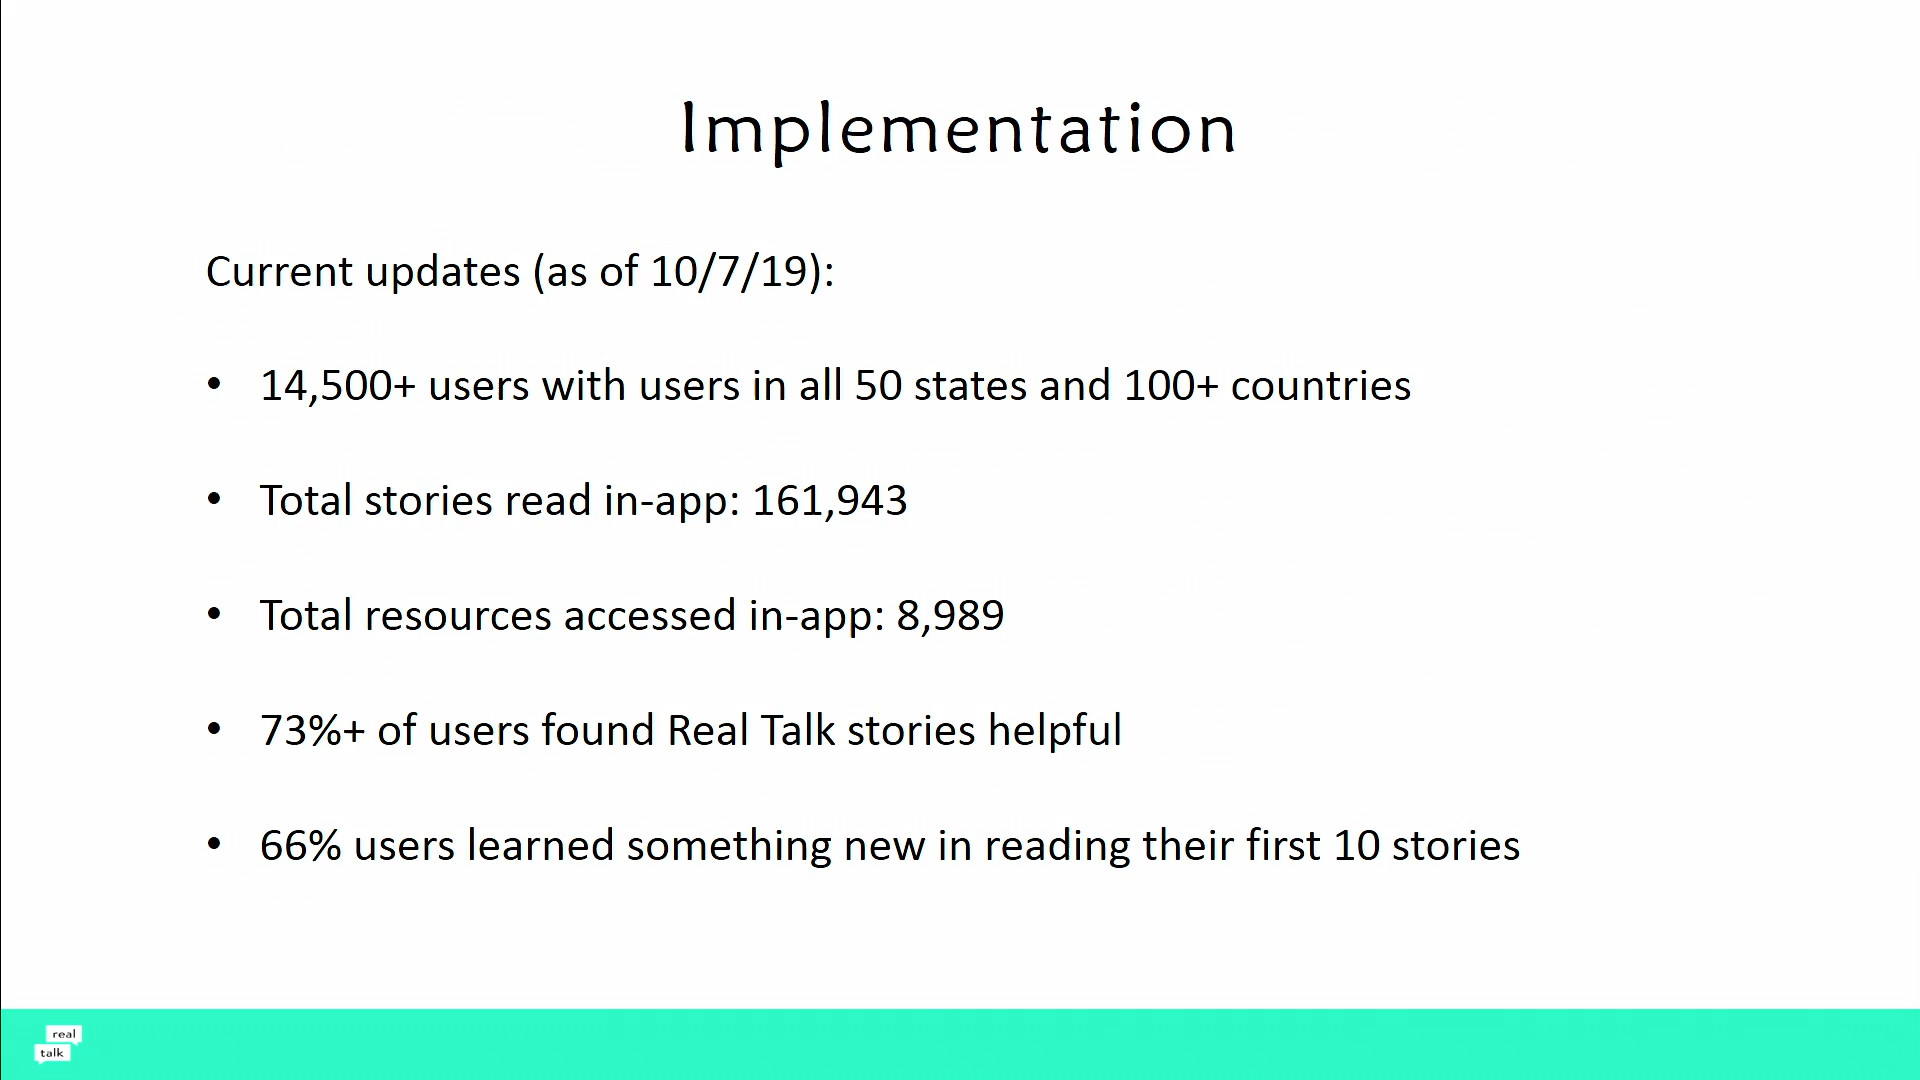 Implementation
Current updates (as of 10/7/19):
• 14,500+ users with users in all 50 states and 100+ countries
• Total stories read in-app: 161,943
• Total resources accessed in-app: 8,989
• 73%+ of users found Real Talk stories helpful
• 66% users learned something new in reading their first 10 stories
real
talk